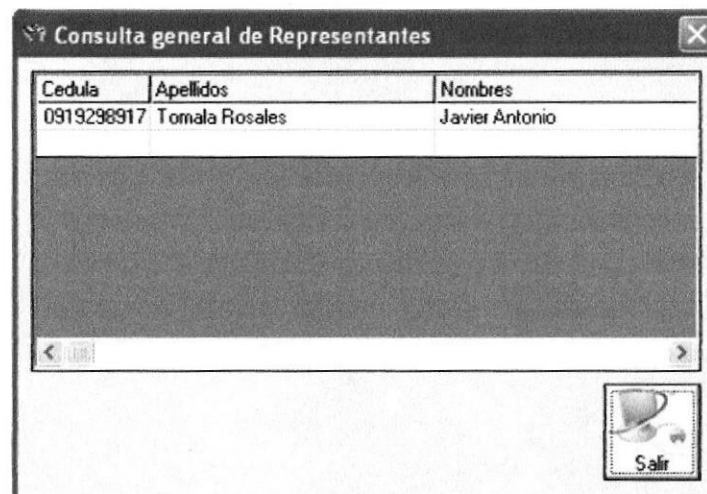 Consulta general de Representantes
Cedula Apellidos Nombres
0919298917 Tomala Rosales Javier Antonio
Salir